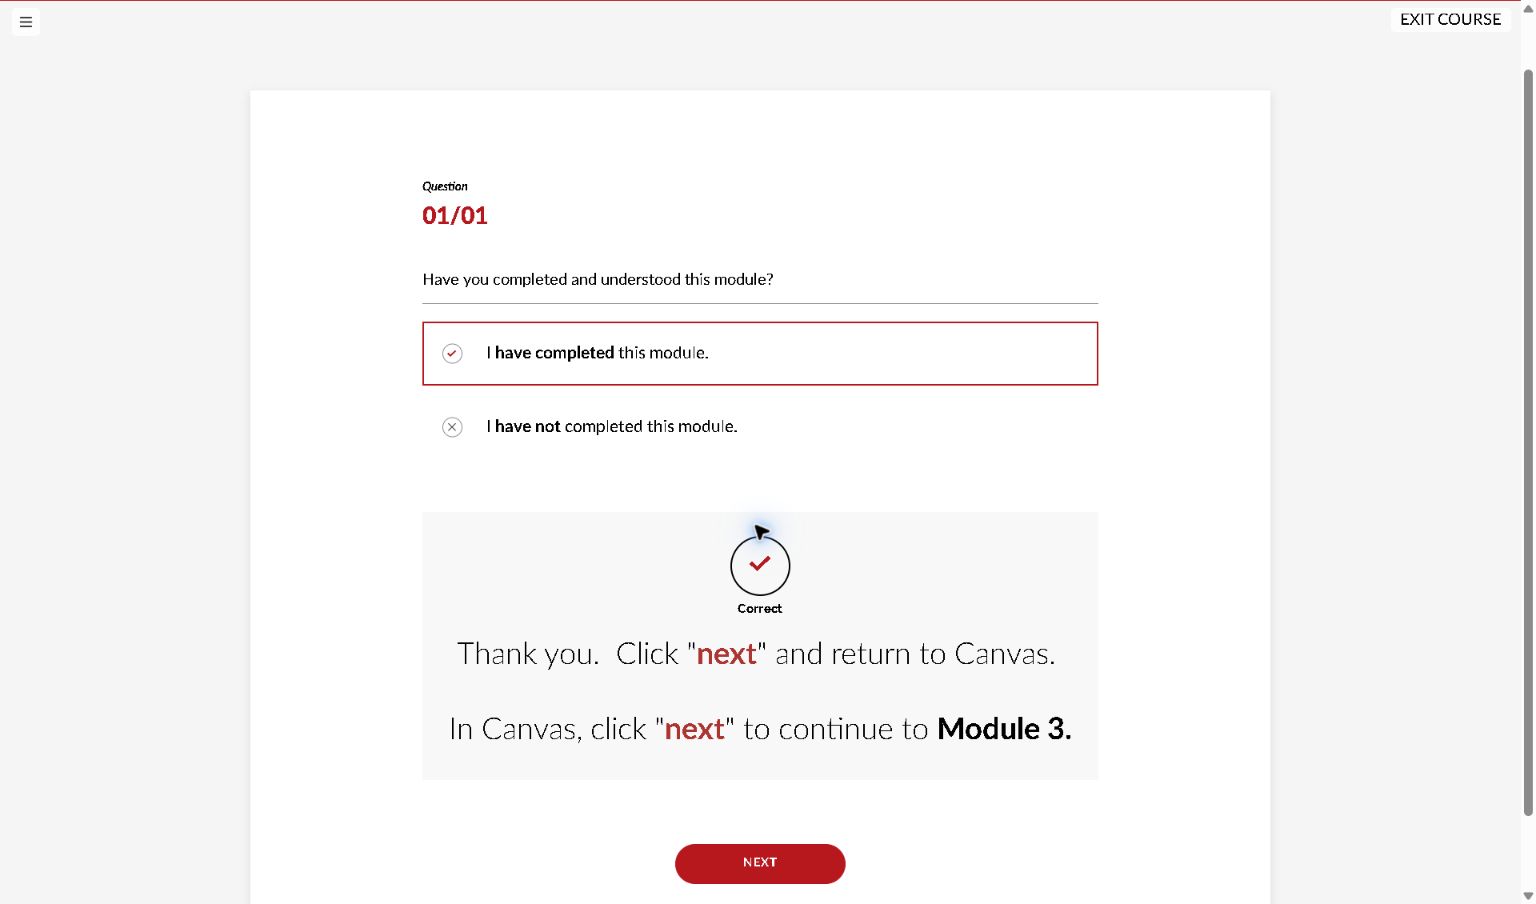 EXIT COURSE
Question
01/01
Have you completed and understood this module?
I have completed this module.
I have not completed this module.
Correct
Thank you.  Click "next" and return to Canvas.
In Canvas, click "next" to continue to Module 3.
NEXT